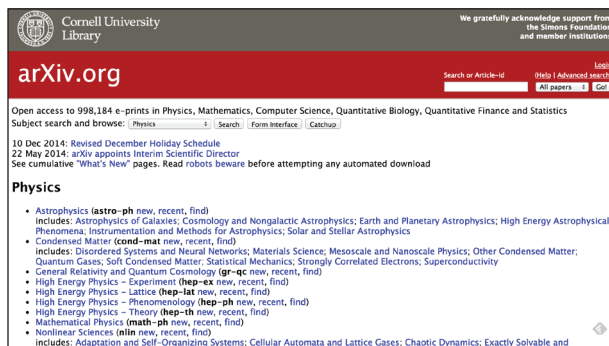 Cornell University
Library
We gratefully acknowledge support from
the Simons Foundation
and member institutions
arXiv.org
Login
Search or Article-id
(Help | Advanced search
All papers
Go!
Open access to 998,184 e-prints in Physics, Mathematics, Computer Science, Quantitative Biology, Quantitative Finance and Statistics
Subject search and browse: Physics Search Form Interface Catchup
10 Dec 2014: Revised December Holiday Schedule
22 May 2014: arXiv appoints Interim Scientific Director
See cumulative "What's New" pages. Read robots beware before attempting any automated download
Physics
• Astrophysics (astro-ph new, recent, find)
includes: Astrophysics of Galaxies; Cosmology and Nongalactic Astrophysics; Earth and Planetary Astrophysics; High Energy Astrophysical
Phenomena; Instrumentation and Methods for Astrophysics; Solar and Stellar Astrophysics
• Condensed Matter (cond-mat new, recent, find)
includes: Disordered Systems and Neural Networks; Materials Science; Mesoscale and Nanoscale Physics; Other Condensed Matter;
Quantum Gases; Soft Condensed Matter; Statistical Mechanics; Strongly Correlated Electrons; Superconductivity
• General Relativity and Quantum Cosmology (gr-qc new, recent, find)
• High Energy Physics - Experiment (hep-ex new, recent, find)
• High Energy Physics - Lattice (hep-lat new, recent, find)
• High Energy Physics - Phenomenology (hep-ph new, recent, find)
• High Energy Physics - Theory (hep-th new, recent, find)
• Mathematical Physics (math-ph new, recent, find)
• Nonlinear Sciences (nlin new, recent, find)
includes: Adaptation and Self-Organizing Systems; Cellular Automata and Lattice Gases; Chaotic Dynamics; Exactly Solvable and